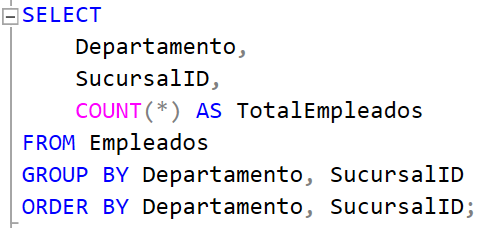 SELECT
    Departamento,
    SucursalID,
    COUNT(*) AS TotalEmpleados
FROM Empleados
GROUP BY Departamento, SucursalID
ORDER BY Departamento, SucursalID;